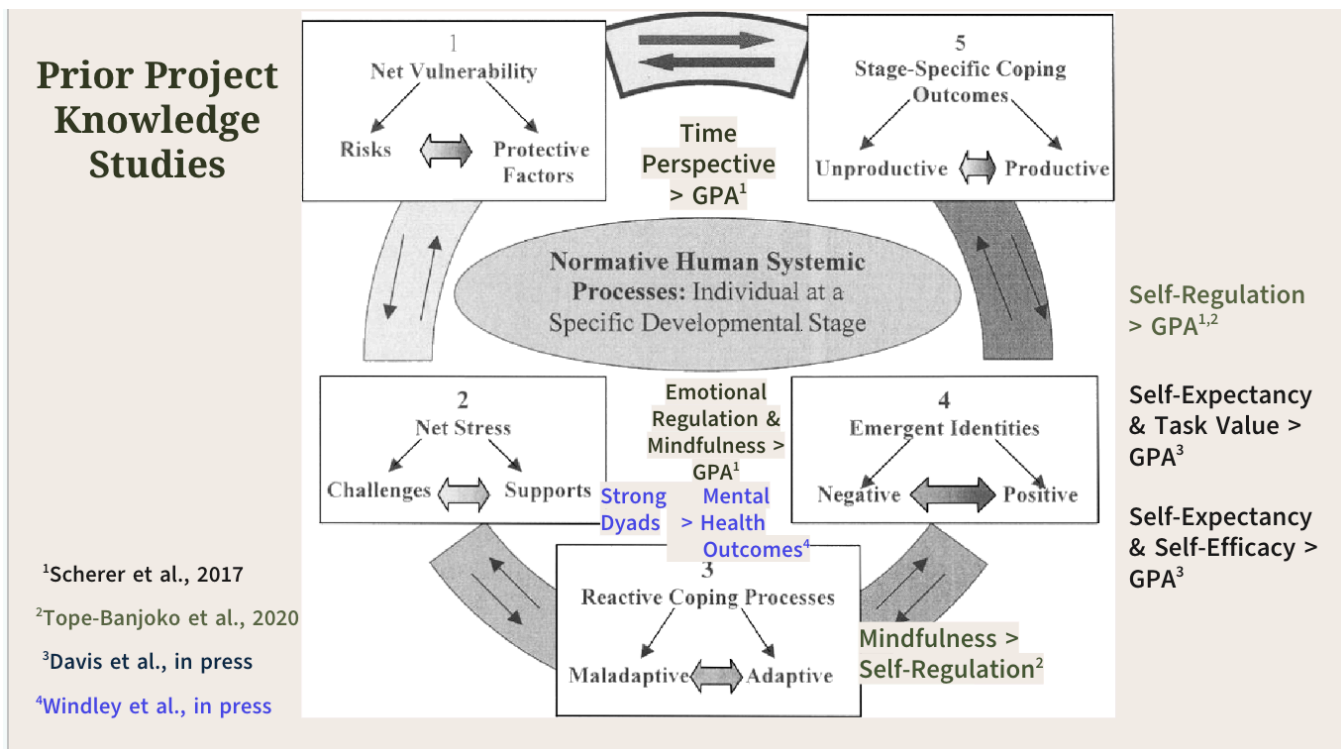 Prior Project
Knowledge
Studies
1
Net Vulnerability
Risks
Protective
Factors
5
Stage-Specific Coping
Outcomes
Unproductive
Productive
Time
Perspective
> GPA¹
Normative Human Systemic
Processes: Individual at a
Specific Developmental Stage
Self-Regulation
> GPA¹,²
Self-Expectancy
& Task Value >
GPA³
Self-Expectancy
& Self-Efficacy >
GPA³
2
Net Stress
Challenges
Supports
Emotional
Regulation &
Mindfulness >
GPA¹
Strong Mental
Dyads > Health
Outcomes⁴
4
Emergent Identities
Negative
Positive
3
Reactive Coping Processes
Maladaptive
Adaptive
Mindfulness >
Self-Regulation²
¹Scherer et al., 2017
²Tope-Banjoko et al., 2020
³Davis et al., in press
⁴Windley et al., in press